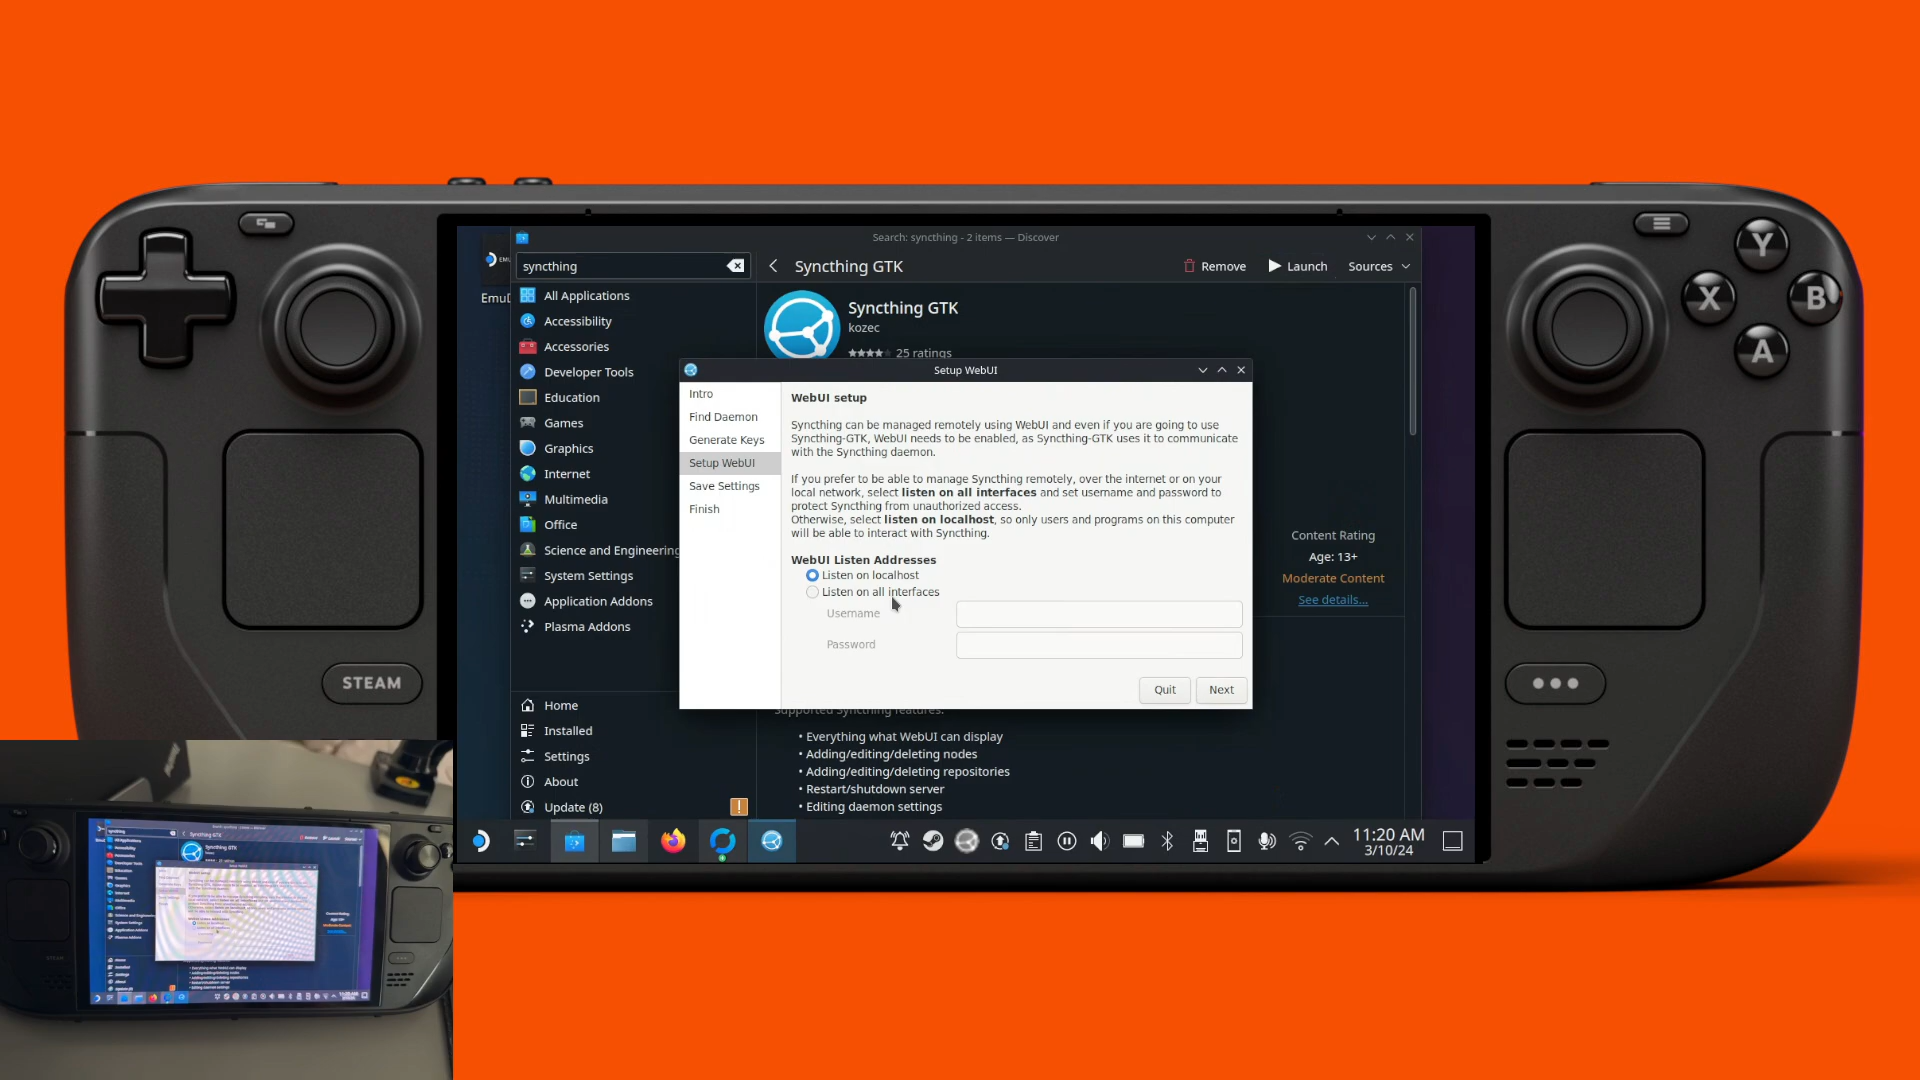 Search: syncthing - 2 items — Discover
EmuD
syncthing
Syncthing GTK
Remove
Launch
Sources
All Applications
Accessibility
Accessories
Developer Tools
Education
Games
Graphics
Internet
Multimedia
Office
Science and Engineering
System Settings
Application Addons
Plasma Addons
Home
Installed
Settings
About
Update (8)
Syncthing GTK
kozec
25 ratings
Setup WebUI
Intro
Find Daemon
Generate Keys
Setup WebUI
Save Settings
Finish
WebUI setup
Syncthing can be managed remotely using WebUI and even if you are going to use
Syncthing-GTK, WebUI needs to be enabled, as Syncthing-GTK uses it to communicate
with the Syncthing daemon.
If you prefer to be able to manage Syncthing remotely, over the internet or on your
local network, select listen on all interfaces and set username and password to
protect Syncthing from unauthorized access.
Otherwise, select listen on localhost, so only users and programs on this computer
will be able to interact with Syncthing.
WebUI Listen Addresses
Listen on localhost
Listen on all interfaces
Username
Password
Quit
Next
Content Rating
Age: 13+
Moderate Content
See details...
Supported Syncthing features:
• Everything what WebUI can display
• Adding/editing/deleting nodes
• Adding/editing/deleting repositories
• Restart/shutdown server
• Editing daemon settings
11:20 AM
3/10/24
STEAM
Y
X
B
A